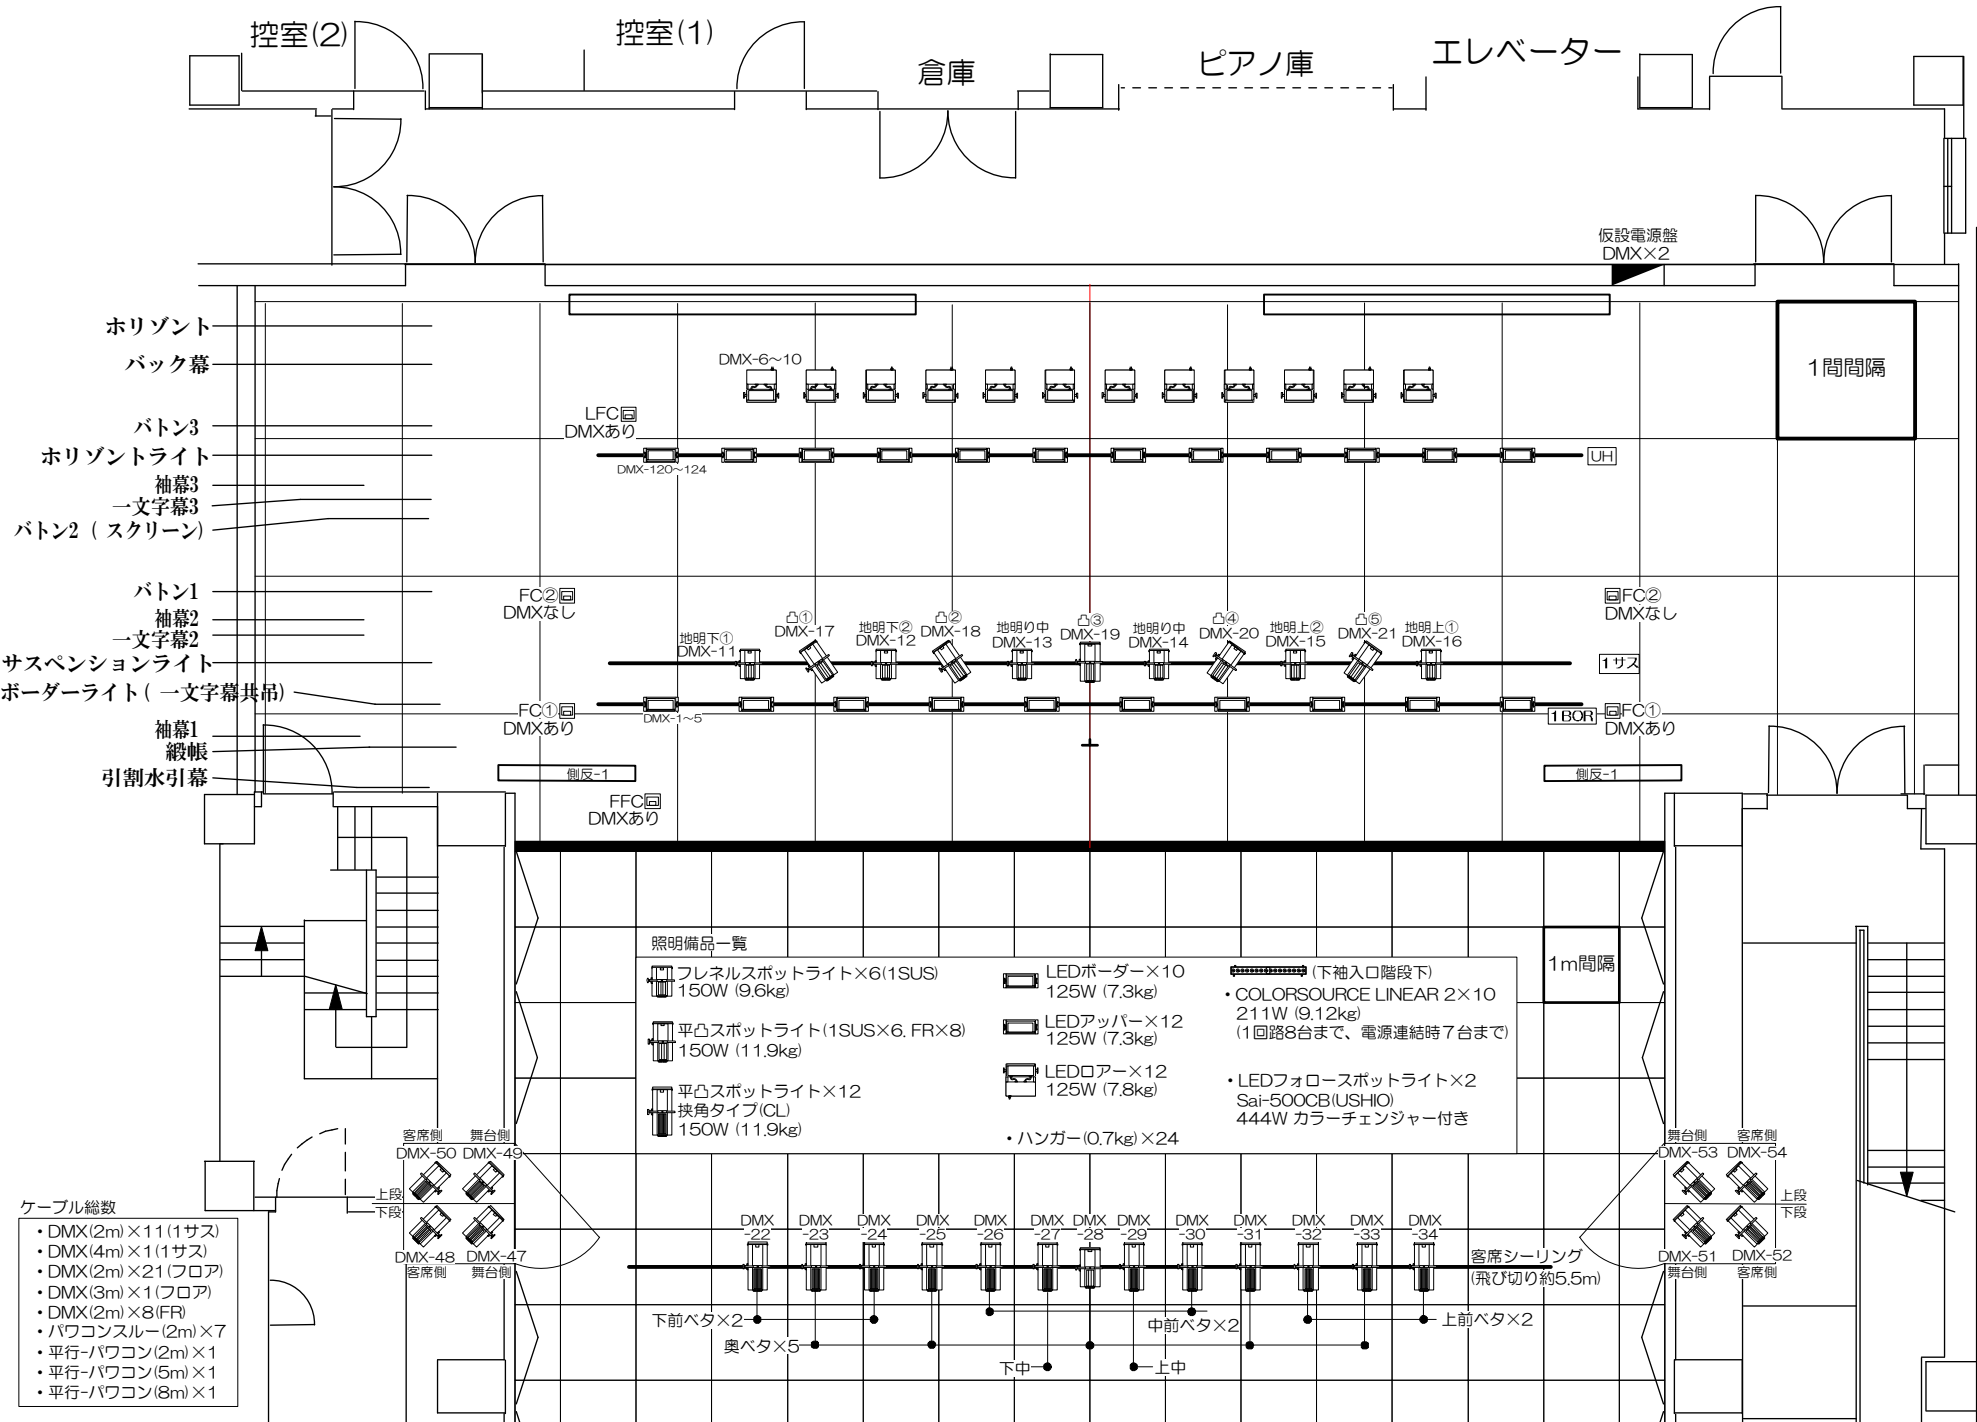 控室(2)
控室(1)
倉庫
ピアノ庫
エレベーター
仮設電源盤
DMX×2
ホリゾント
バック幕
バトン3
ホリゾントライト
袖幕3
一文字幕3
バトン2 ( スクリーン)
バトン1
袖幕2
一文字幕2
サスペンションライト
ボーダーライト( 一文字幕共吊)
袖幕1
緞帳
引割水引幕
1間間隔
DMX-6～10
LFC
DMXあり
DMX-120～124
UH
FC②
DMXなし
FC②
DMXなし
地明下①
DMX-11
凸①
DMX-17
地明下②
DMX-12
凸②
DMX-18
地明り中
DMX-13
凸③
DMX-19
地明り中
DMX-14
凸④
DMX-20
地明上②
DMX-15
凸⑤
DMX-21
地明上①
DMX-16
1サス
FC①
DMXあり
DMX-1～5
1BOR
FC①
DMXあり
側反-1
側反-1
FFC
DMXあり
照明備品一覧
フレネルスポットライト×6(1SUS)
150W (9.6kg)
平凸スポットライト(1SUS×6. FR×8)
150W (11.9kg)
平凸スポットライト×12
挟角タイプ(CL)
150W (11.9kg)
LEDボーダー×10
125W (7.3kg)
LEDアッパー×12
125W (7.3kg)
LEDロアー×12
125W (7.8kg)
・ハンガー(0.7kg)×24
(下袖入口階段下)
・COLORSOURCE LINEAR 2×10
211W (9.12kg)
(1回路8台まで、電源連結時7台まで)
・LEDフォロースポットライト×2
Sai-500CB(USHIO)
444W カラーチェンジャー付き
1m間隔
客席側 舞台側
DMX-50 DMX-49
上段
下段
DMX-48 DMX-47
客席側 舞台側
舞台側 客席側
DMX-53 DMX-54
上段
下段
DMX-51 DMX-52
舞台側 客席側
ケーブル総数
・DMX(2m)×11(1サス)
・DMX(4m)×1(1サス)
・DMX(2m)×21(フロア)
・DMX(3m)×1(フロア)
・DMX(2m)×8(FR)
・パワコンスルー(2m)×7
・平行-パワコン(2m)×1
・平行-パワコン(5m)×1
・平行-パワコン(8m)×1
DMX DMX DMX DMX DMX DMX DMX DMX DMX DMX DMX DMX DMX
-22 -23 -24 -25 -26 -27 -28 -29 -30 -31 -32 -33 -34
客席シーリング
(飛び切り約5.5m)
下前ベタ×2
中前ベタ×2
上前ベタ×2
奥ベタ×5
下中
上中